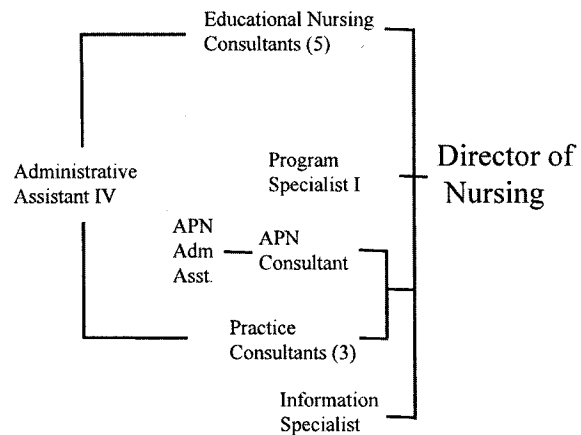 Educational Nursing
Consultants (5)
Program
Specialist I
Director of
Nursing
Administrative
Assistant IV
APN
Adm
Asst.
APN
Consultant
Practice
Consultants (3)
Information
Specialist